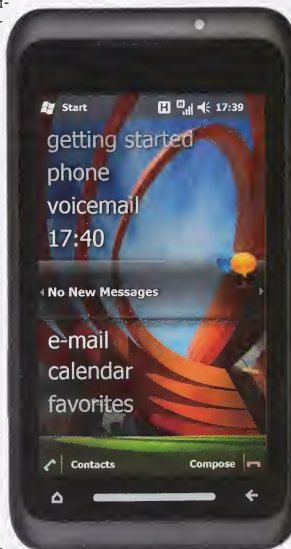 Start H H 17:39
getting started
phone
voicemail
17:40
No New Messages
e-mail
calendar
favorites
Contacts Compose